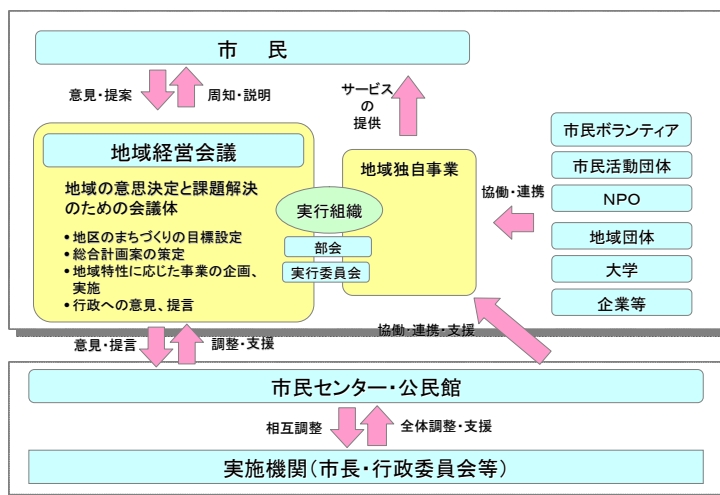 市　民
意見・提案
周知・説明
サービス
の
提供
地域経営会議
地域の意思決定と課題解決
のための会議体
•地区のまちづくりの目標設定
•総合計画案の策定
•地域特性に応じた事業の企画、
実施
•行政への意見、提言
実行組織
部会
実行委員会
地域独自事業
協働・連携
市民ボランティア
市民活動団体
NPO
地域団体
大学
企業等
意見・提言
調整・支援
協働・連携・支援
市民センター・公民館
相互調整
全体調整・支援
実施機関(市長・行政委員会等)